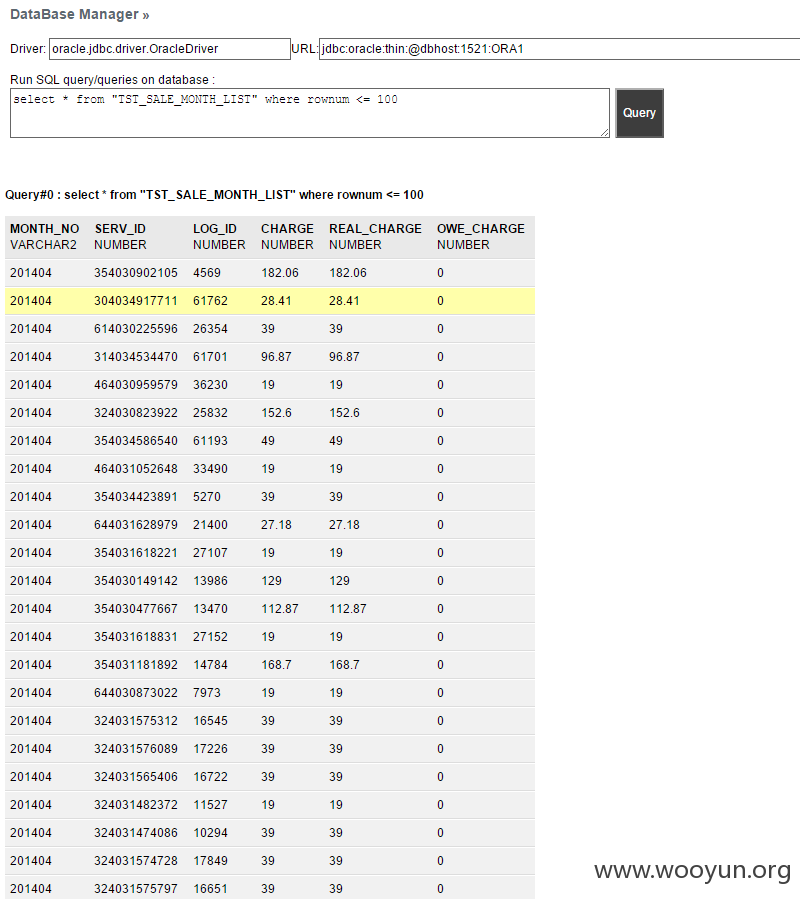 DataBase Manager »
Driver: oracle.jdbc.driver.OracleDriver URL: jdbc:oracle:thin:@dbhost:1521:ORA1
Run SQL query/queries on database :
select * from "TST_SALE_MONTH_LIST" where rownum <= 100
Query
Query#0 : select * from "TST_SALE_MONTH_LIST" where rownum <= 100
MONTH_NO SERV_ID LOG_ID CHARGE REAL_CHARGE OWE_CHARGE
VARCHAR2 NUMBER NUMBER NUMBER NUMBER NUMBER
201404 354030902105 4569 182.06 182.06 0
201404 304034917711 61762 28.41 28.41 0
201404 614030225596 26354 39 39 0
201404 314034534470 61701 96.87 96.87 0
201404 464030959579 36230 19 19 0
201404 324030823922 25832 152.6 152.6 0
201404 354034586540 61193 49 49 0
201404 464031052648 33490 19 19 0
201404 354034423891 5270 39 39 0
201404 644031628979 21400 27.18 27.18 0
201404 354031618221 27107 19 19 0
201404 354030149142 13986 129 129 0
201404 354030477667 13470 112.87 112.87 0
201404 354031618831 27152 19 19 0
201404 354031181892 14784 168.7 168.7 0
201404 644030873022 7973 19 19 0
201404 324031575312 16545 39 39 0
201404 324031576089 17226 39 39 0
201404 324031565406 16722 39 39 0
201404 324031482372 11527 19 19 0
201404 324031474086 10294 39 39 0
201404 324031574728 17849 39 39 0
201404 324031575797 16651 39 39 0
www.wooyun.org